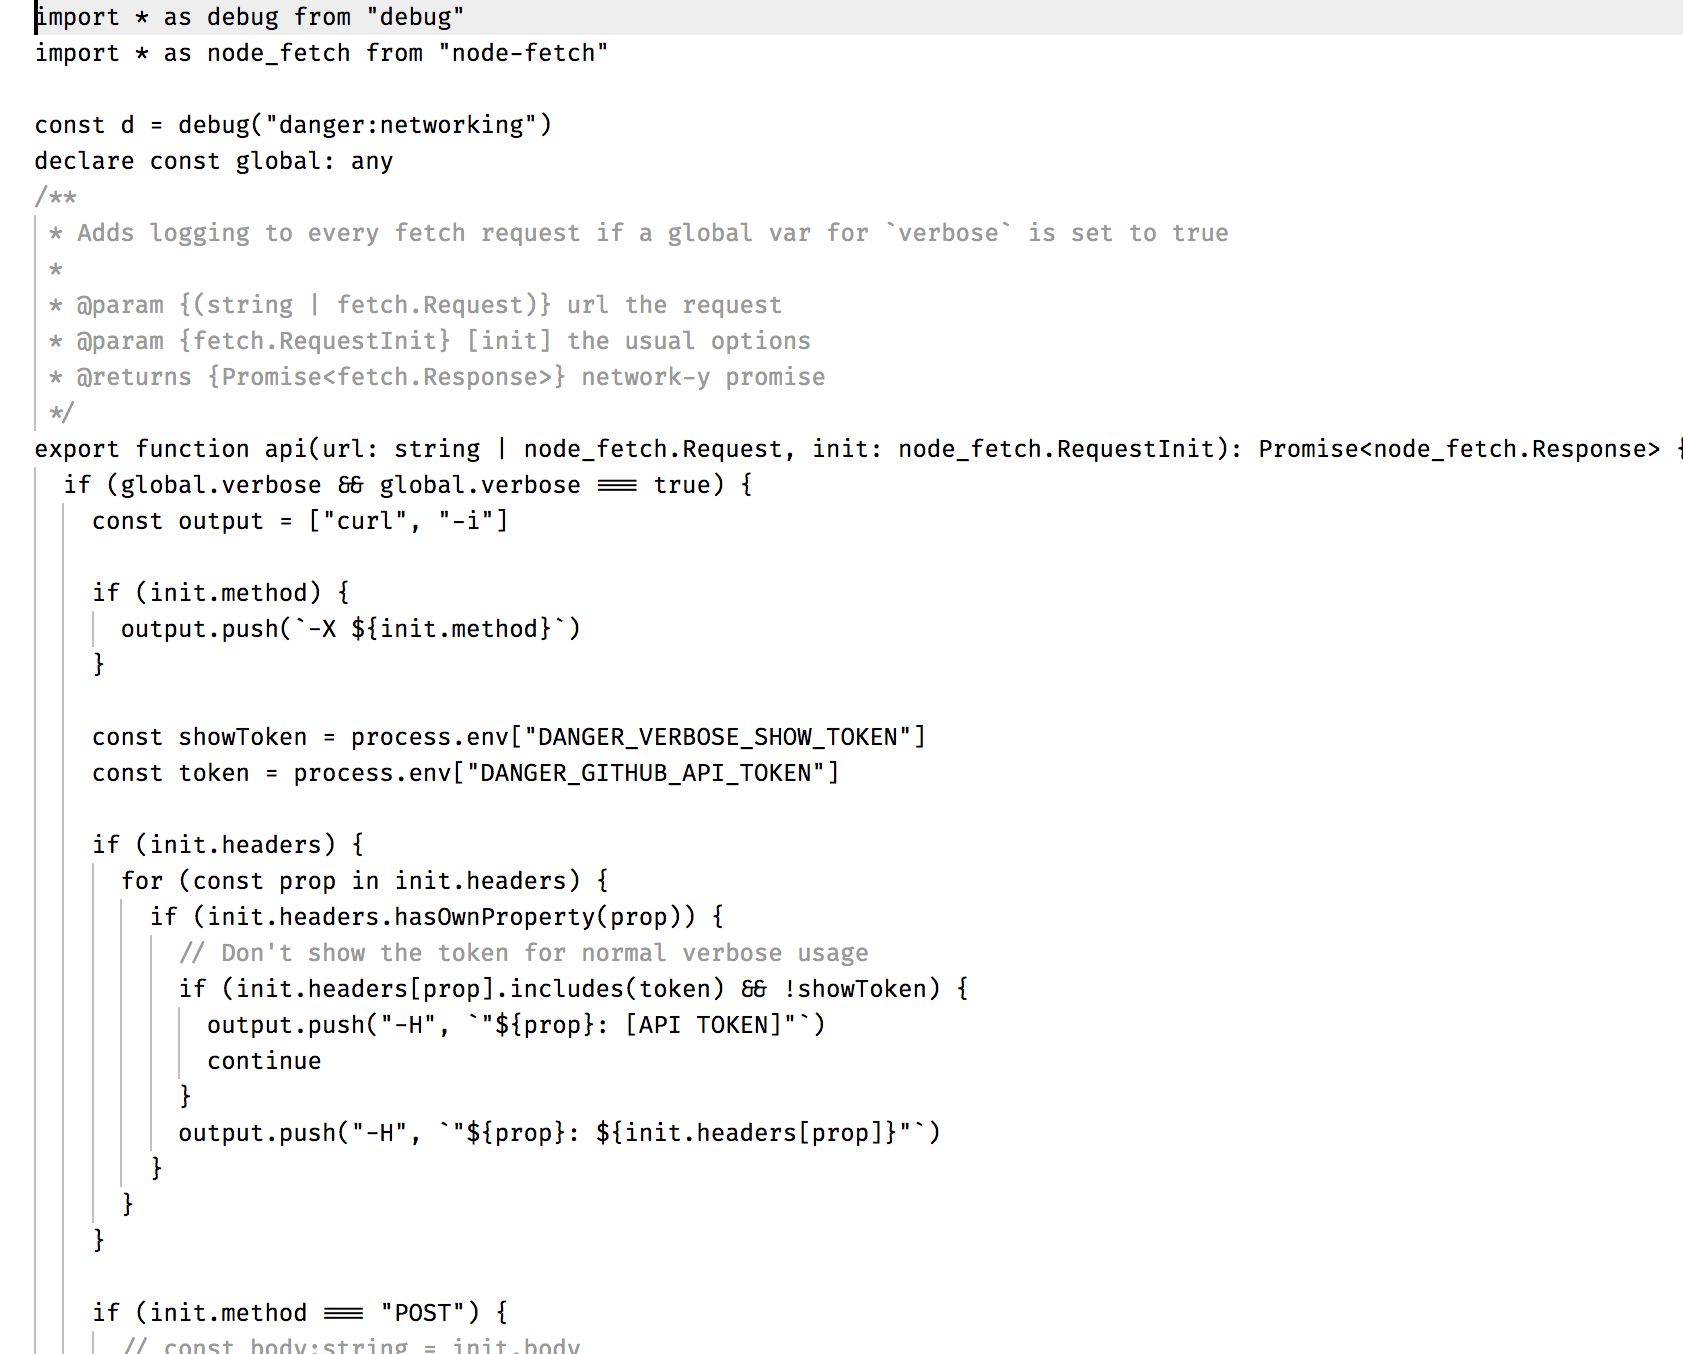 import * as debug from "debug"
import * as node_fetch from "node-fetch"
const d = debug("danger:networking")
declare const global: any
/**
 * Adds logging to every fetch request if a global var for `verbose` is set to true
 *
 * @param {(string | fetch.Request)} url the request
 * @param {fetch.RequestInit} [init] the usual options
 * @returns {Promise<fetch.Response>} network-y promise
 */
export function api(url: string | node_fetch.Request, init: node_fetch.RequestInit): Promise<node_fetch.Response> {
  if (global.verbose && global.verbose === true) {
    const output = ["curl", "-i"]
    if (init.method) {
      output.push(`-X ${init.method}`)
    }
    const showToken = process.env["DANGER_VERBOSE_SHOW_TOKEN"]
    const token = process.env["DANGER_GITHUB_API_TOKEN"]
    if (init.headers) {
      for (const prop in init.headers) {
        if (init.headers.hasOwnProperty(prop)) {
          // Don't show the token for normal verbose usage
          if (init.headers[prop].includes(token) && !showToken) {
            output.push("-H", `"${prop}: [API TOKEN]"`)
            continue
          }
          output.push("-H", `"${prop}: ${init.headers[prop]}"`)
        }
      }
    }
    if (init.method === "POST") {
      // const body:string = init.body